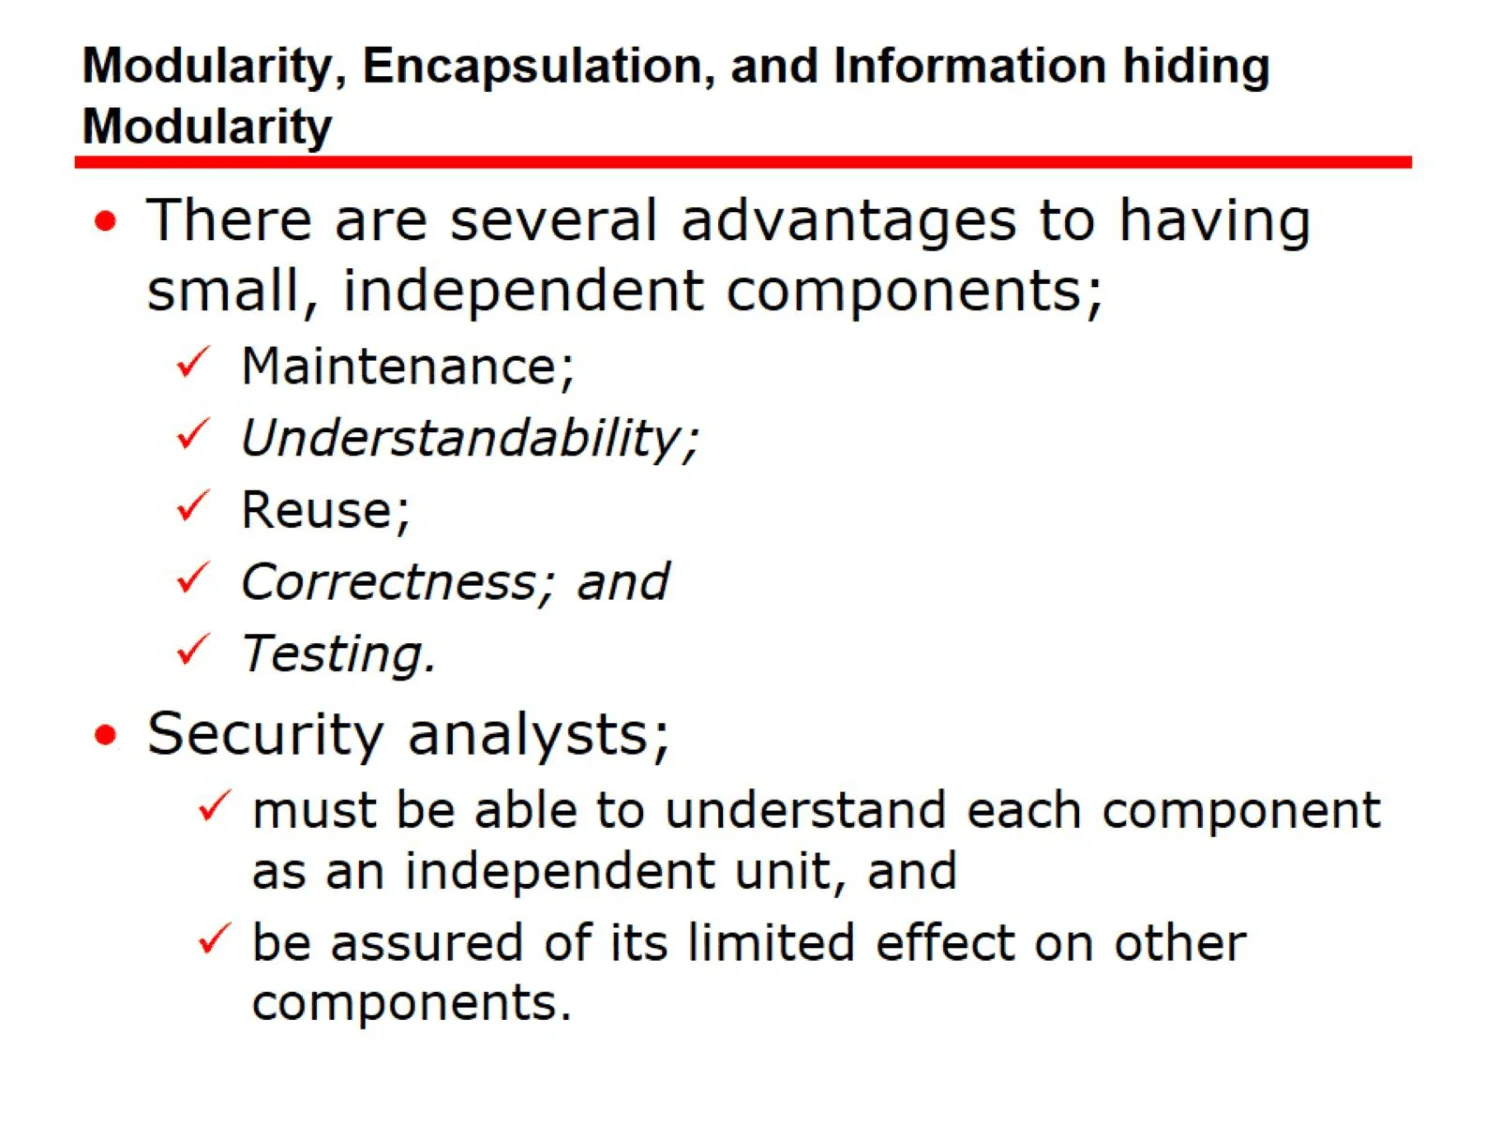 Modularity, Encapsulation, and Information hiding
Modularity
• There are several advantages to having
small, independent components;
✓ Maintenance;
✓ Understandability;
✓ Reuse;
✓ Correctness; and
✓ Testing.
• Security analysts;
✓ must be able to understand each component
as an independent unit, and
✓ be assured of its limited effect on other
components.